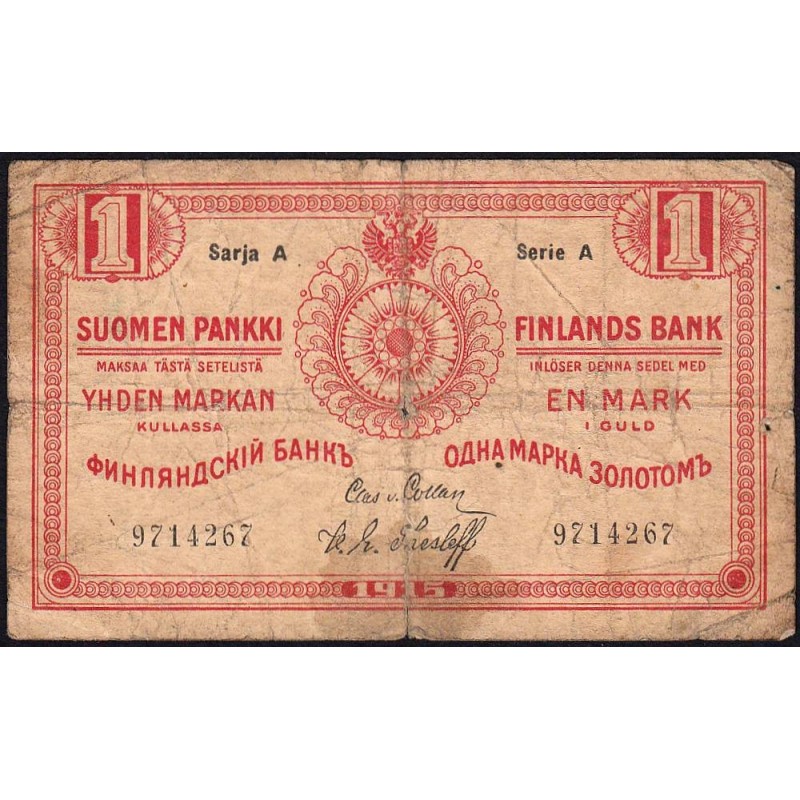 1 1
Sarja A Serie A
SUOMEN PANKKI FINLANDS BANK
MAKSAA TÄSTÄ SETELISTÄ INLÖSER DENNA SEDEL MED
YHDEN MARKAN EN MARK
KULLASSA I GULD
ФИНЛЯНДСКІЙ БАНКЪ ОДНА МАРКА ЗОЛОТОМЪ
Clas v. Collan
9714267 9714267
1915